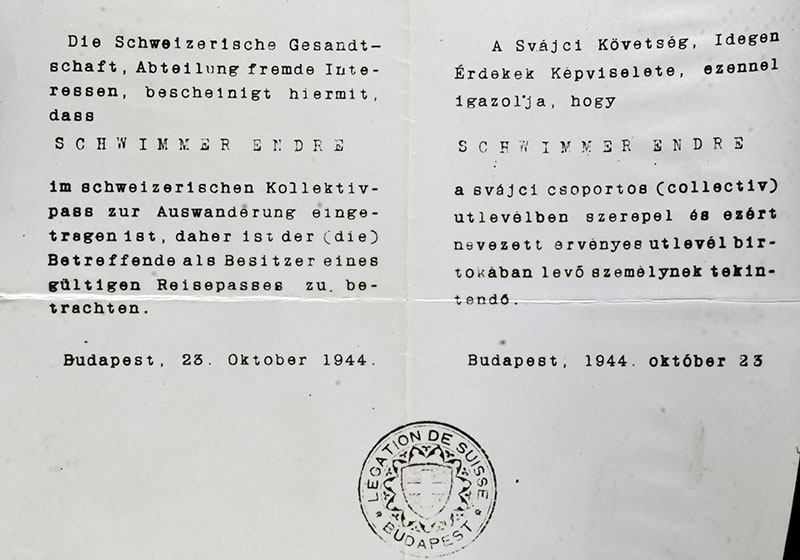 Die Schweizerische Gesandt-
schaft, Abteilung fremde Inte-
ressen, bescheinigt hiermit,
dass
SCHWIMMER ENDRE
im schweizerischen Kollektiv-
pass zur Auswanderung einge-
tragen ist, daher ist der (die)
Betreffende als Besitzer eines
gültigen Reisepasses zu be-
trachten.
Budapest, 23. Oktober 1944.
A Svájci Követség, Idegen
Érdekek Képviselete, ezennel
igazolja, hogy
SCHWIMMER ENDRE
a svájci csoportos (collectiv)
utlevélben szerepel és ezért
nevezett ervényes utlevél bir-
tokában levő személynek tekin-
tendő.
Budapest, 1944. október 23
LÉGATION DE SUISSE
* BUDAPEST *